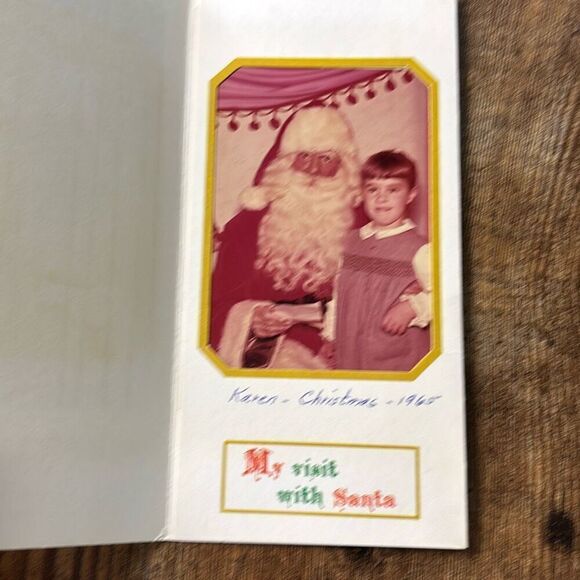 Karen - Christmas - 1965
My visit
with Santa